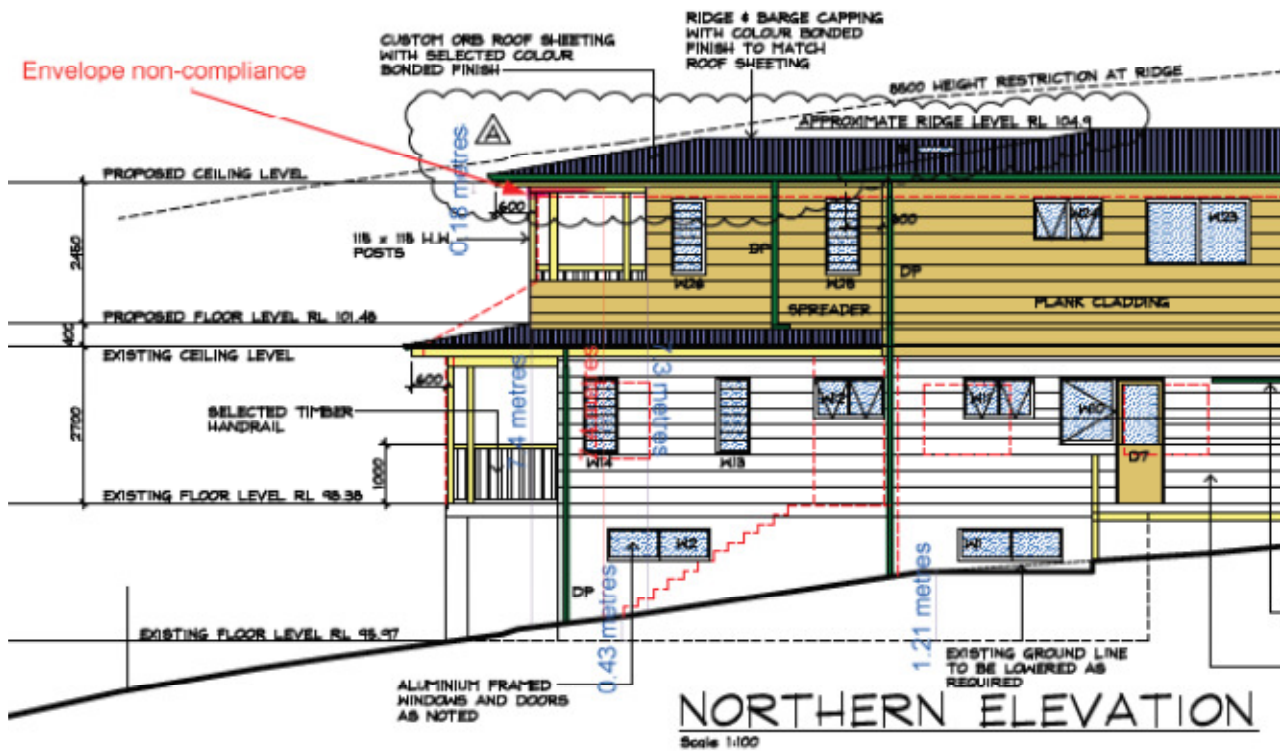 RIDGE & BARGE CAPPING
WITH COLOUR BONDED
FINISH TO MATCH
ROOF SHEETING
CUSTOM ORB ROOF SHEETING
WITH SELECTED COLOUR
BONDED FINISH
Envelope non-compliance
8500 HEIGHT RESTRICTION AT RIDGE
A
APPROXIMATE RIDGE LEVEL RL 104.9
PROPOSED CEILING LEVEL
0.18 metres
600
115 x 115 H.W.
POSTS
2450
W26
W25
600
W24
W23
DP
DP
SPREADER
PLANK CLADDING
PROPOSED FLOOR LEVEL RL 101.48
400
EXISTING CEILING LEVEL
600
7.4 metres
metres
7.3 metres
SELECTED TIMBER
HANDRAIL
2700
1000
W14
W13
W12
W11
W10
D7
EXISTING FLOOR LEVEL RL 98.38
W2
W1
DP
0.43 metres
1.21 metres
EXISTING FLOOR LEVEL RL 95.97
ALUMINIUM FRAMED
WINDOWS AND DOORS
AS NOTED
EXISTING GROUND LINE
TO BE LOWERED AS
REQUIRED
NORTHERN ELEVATION
Scale 1:100